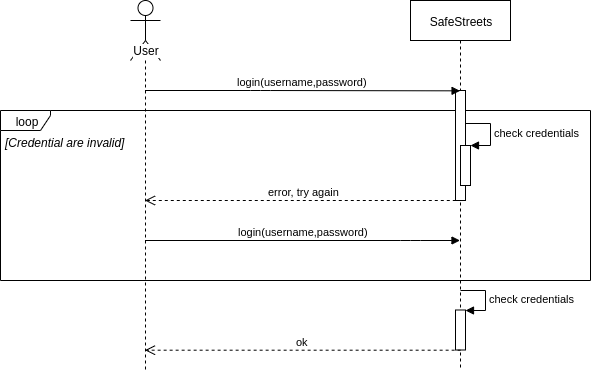 User
SafeStreets
login(username,password)
loop
[Credential are invalid]
check credentials
error, try again
login(username,password)
check credentials
ok